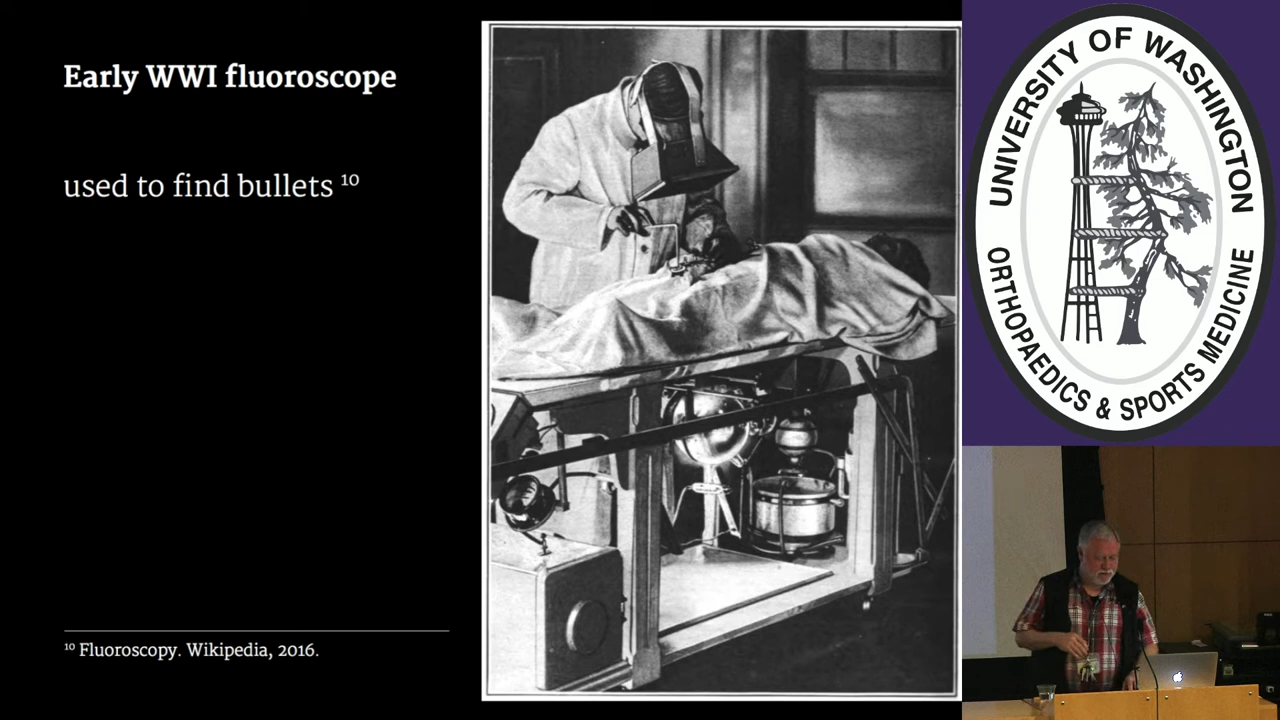 Early WWI fluoroscope
used to find bullets ¹⁰
¹⁰ Fluoroscopy. Wikipedia, 2016.
UNIVERSITY OF WASHINGTON
ORTHOPAEDICS & SPORTS MEDICINE